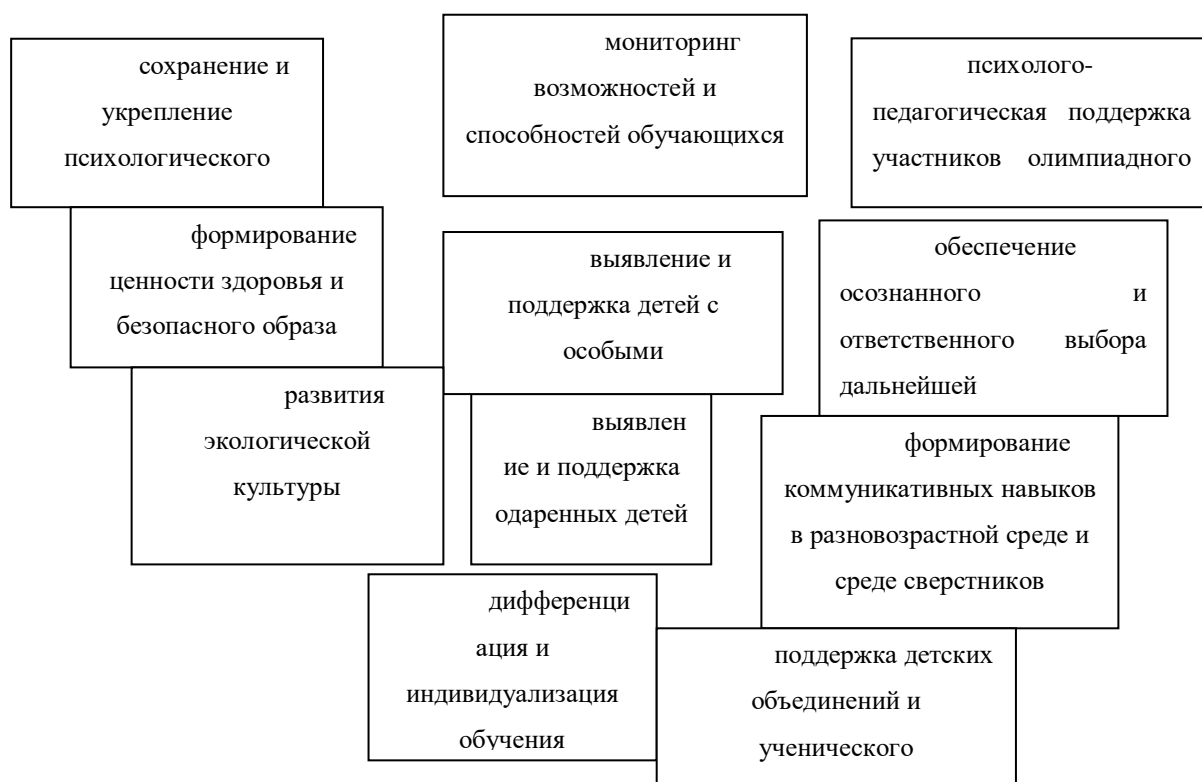 сохранение и
укрепление
психологического
мониторинг
возможностей и
способностей обучающихся
психолого-
педагогическая поддержка
участников олимпиадного
формирование
ценности здоровья и
безопасного образа
выявление и
поддержка детей с
особыми
обеспечение
осознанного и
ответственного выбора
дальнейшей
развития
экологической
культуры
выявлен
ие и поддержка
одаренных детей
формирование
коммуникативных навыков
в разновозрастной среде и
среде сверстников
дифференци
ация и
индивидуализация
обучения
поддержка детских
объединений и
ученического